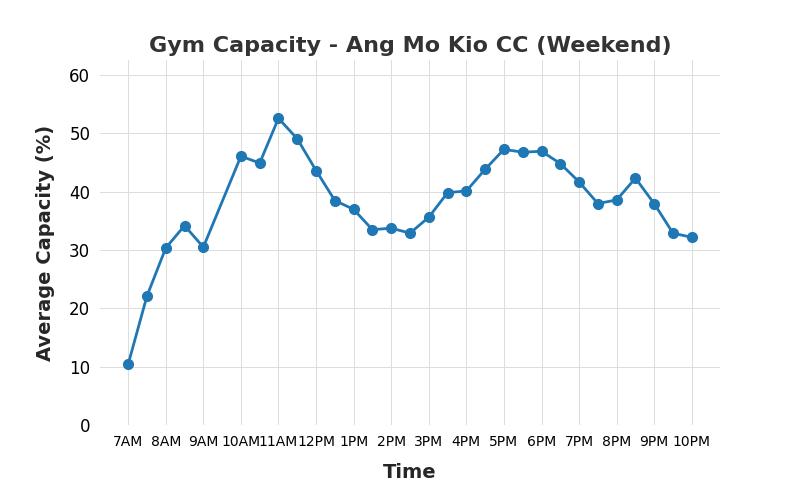 Gym Capacity - Ang Mo Kio CC (Weekend)
Average Capacity (%)
60
50
40
30
20
10
0
7AM 8AM 9AM 10AM 11AM 12PM 1PM 2PM 3PM 4PM 5PM 6PM 7PM 8PM 9PM 10PM
Time